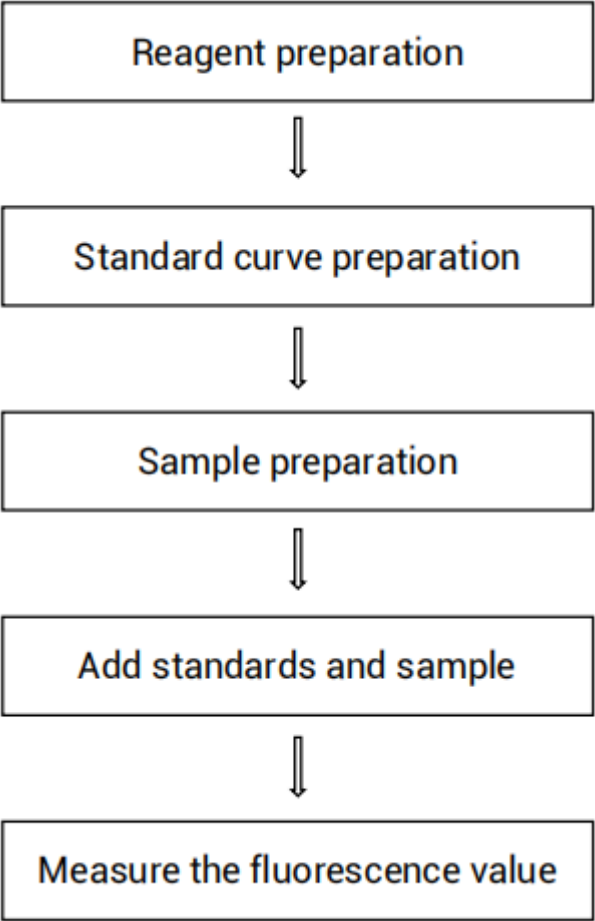 Reagent preparation
Standard curve preparation
Sample preparation
Add standards and sample
Measure the fluorescence value